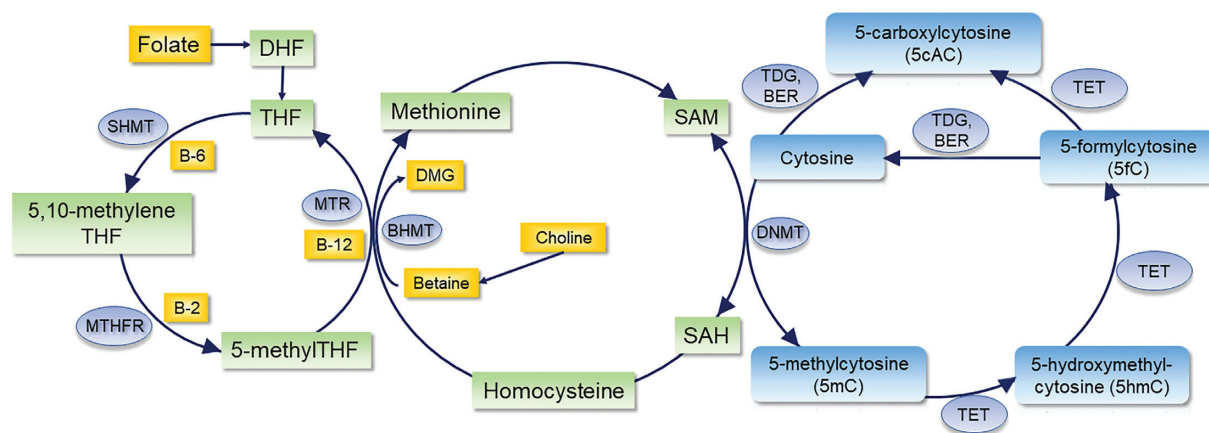 Folate
DHF
THF
SHMT
B-6
5,10-methylene
THF
MTHFR
B-2
5-methylTHF
MTR
B-12
Methionine
DMG
BHMT
Betaine
Choline
Homocysteine
SAM
SAH
DNMT
5-carboxylcytosine
(5cAC)
TDG,
BER
TET
Cytosine
TDG,
BER
5-formylcytosine
(5fC)
TET
5-methylcytosine
(5mC)
TET
5-hydroxymethyl-
cytosine (5hmC)